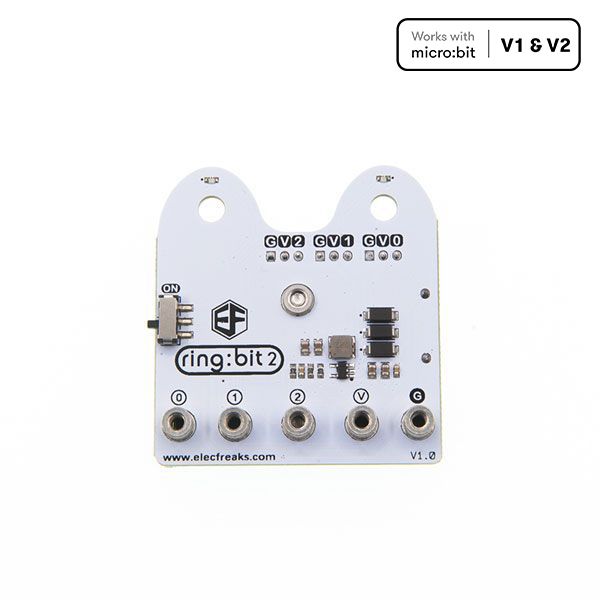 Works with
micro:bit
V1 & V2
GV2 GV1 GV0
ON
EF
ring:bit 2
0 1 2 V G
www.elecfreaks.com
V1.0